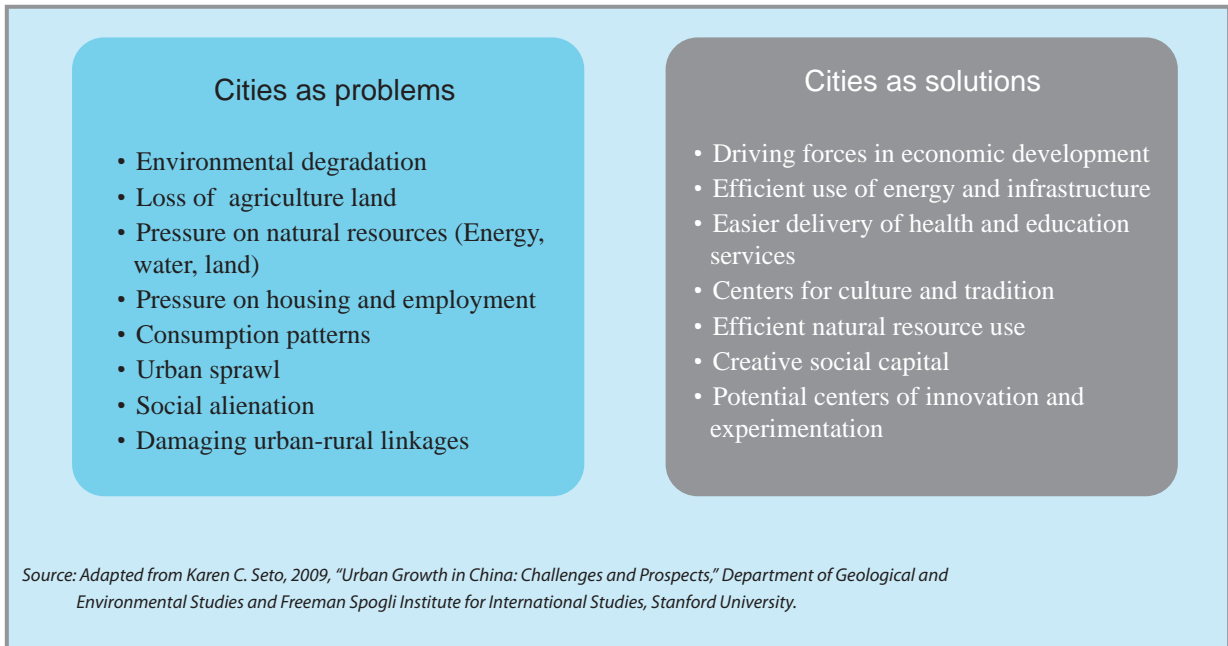 Cities as problems
• Environmental degradation
• Loss of agriculture land
• Pressure on natural resources (Energy,
water, land)
• Pressure on housing and employment
• Consumption patterns
• Urban sprawl
• Social alienation
• Damaging urban-rural linkages
Cities as solutions
• Driving forces in economic development
• Efficient use of energy and infrastructure
• Easier delivery of health and education
services
• Centers for culture and tradition
• Efficient natural resource use
• Creative social capital
• Potential centers of innovation and
experimentation
Source: Adapted from Karen C. Seto, 2009, “Urban Growth in China: Challenges and Prospects,” Department of Geological and
Environmental Studies and Freeman Spogli Institute for International Studies, Stanford University.